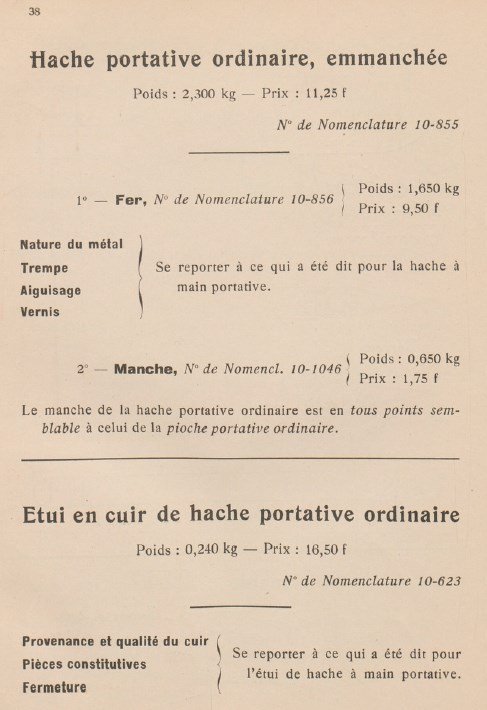 38
Hache portative ordinaire, emmanchée
Poids : 2,300 kg — Prix : 11,25 f
N° de Nomenclature 10-855
1° — Fer, N° de Nomenclature 10-856 Poids : 1,650 kg
Prix : 9,50 f
Nature du métal
Trempe
Aiguisage
Vernis
Se reporter à ce qui a été dit pour la hache à
main portative.
2° — Manche, N° de Nomencl. 10-1046 Poids : 0,650 kg
Prix : 1,75 f
Le manche de la hache portative ordinaire est en tous points sem-
blable à celui de la pioche portative ordinaire.
Etui en cuir de hache portative ordinaire
Poids : 0,240 kg — Prix : 16,50 f
N° de Nomenclature 10-623
Provenance et qualité du cuir
Pièces constitutives
Fermeture
Se reporter à ce qui a été dit pour
l'étui de hache à main portative.